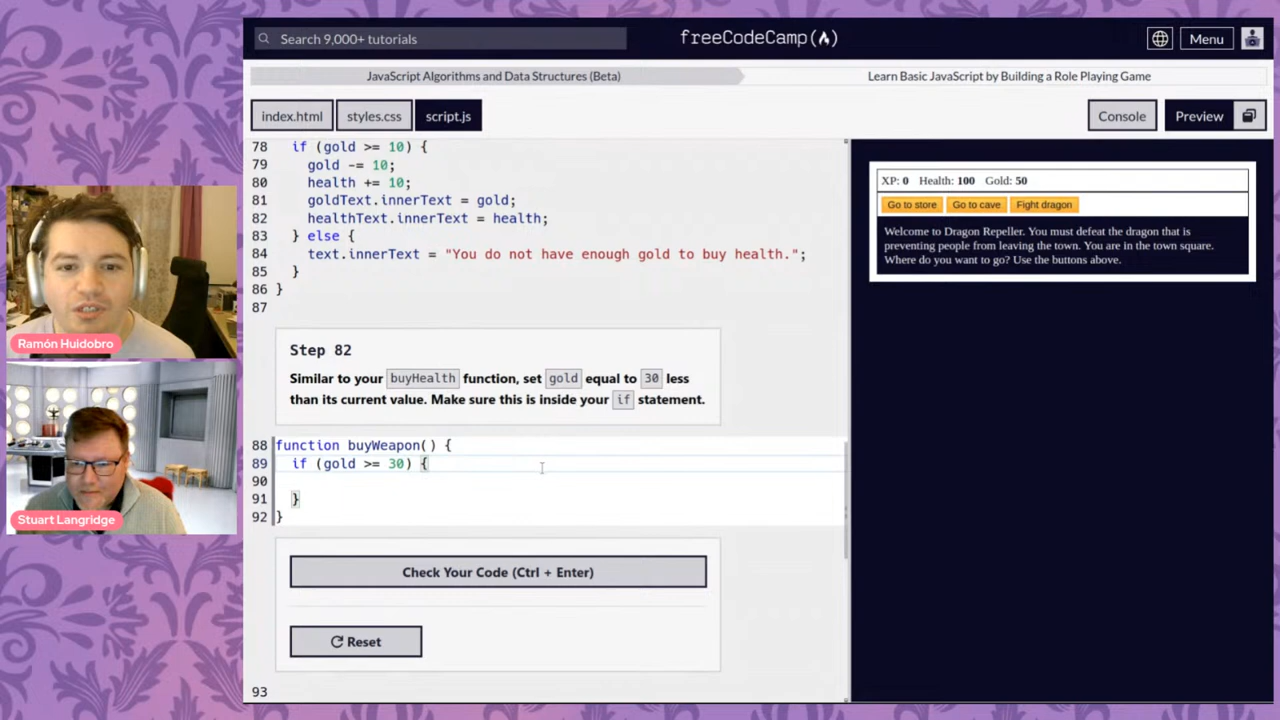 Search 9,000+ tutorials
freeCodeCamp
Menu
JavaScript Algorithms and Data Structures (Beta)
Learn Basic JavaScript by Building a Role Playing Game
index.html
styles.css
script.js
Console
Preview
78 if (gold >= 10) {
79 gold -= 10;
80 health += 10;
81 goldText.innerText = gold;
82 healthText.innerText = health;
83 } else {
84 text.innerText = "You do not have enough gold to buy health.";
85 }
86 }
87
Step 82
Similar to your buyHealth function, set gold equal to 30 less
than its current value. Make sure this is inside your if statement.
88 function buyWeapon() {
89 if (gold >= 30) {
90
91 }
92 }
Check Your Code (Ctrl + Enter)
Reset
93
XP: 0 Health: 100 Gold: 50
Go to store
Go to cave
Fight dragon
Welcome to Dragon Repeller. You must defeat the dragon that is
preventing people from leaving the town. You are in the town square.
Where do you want to go? Use the buttons above.
Ramón Huidobro
Stuart Langridge